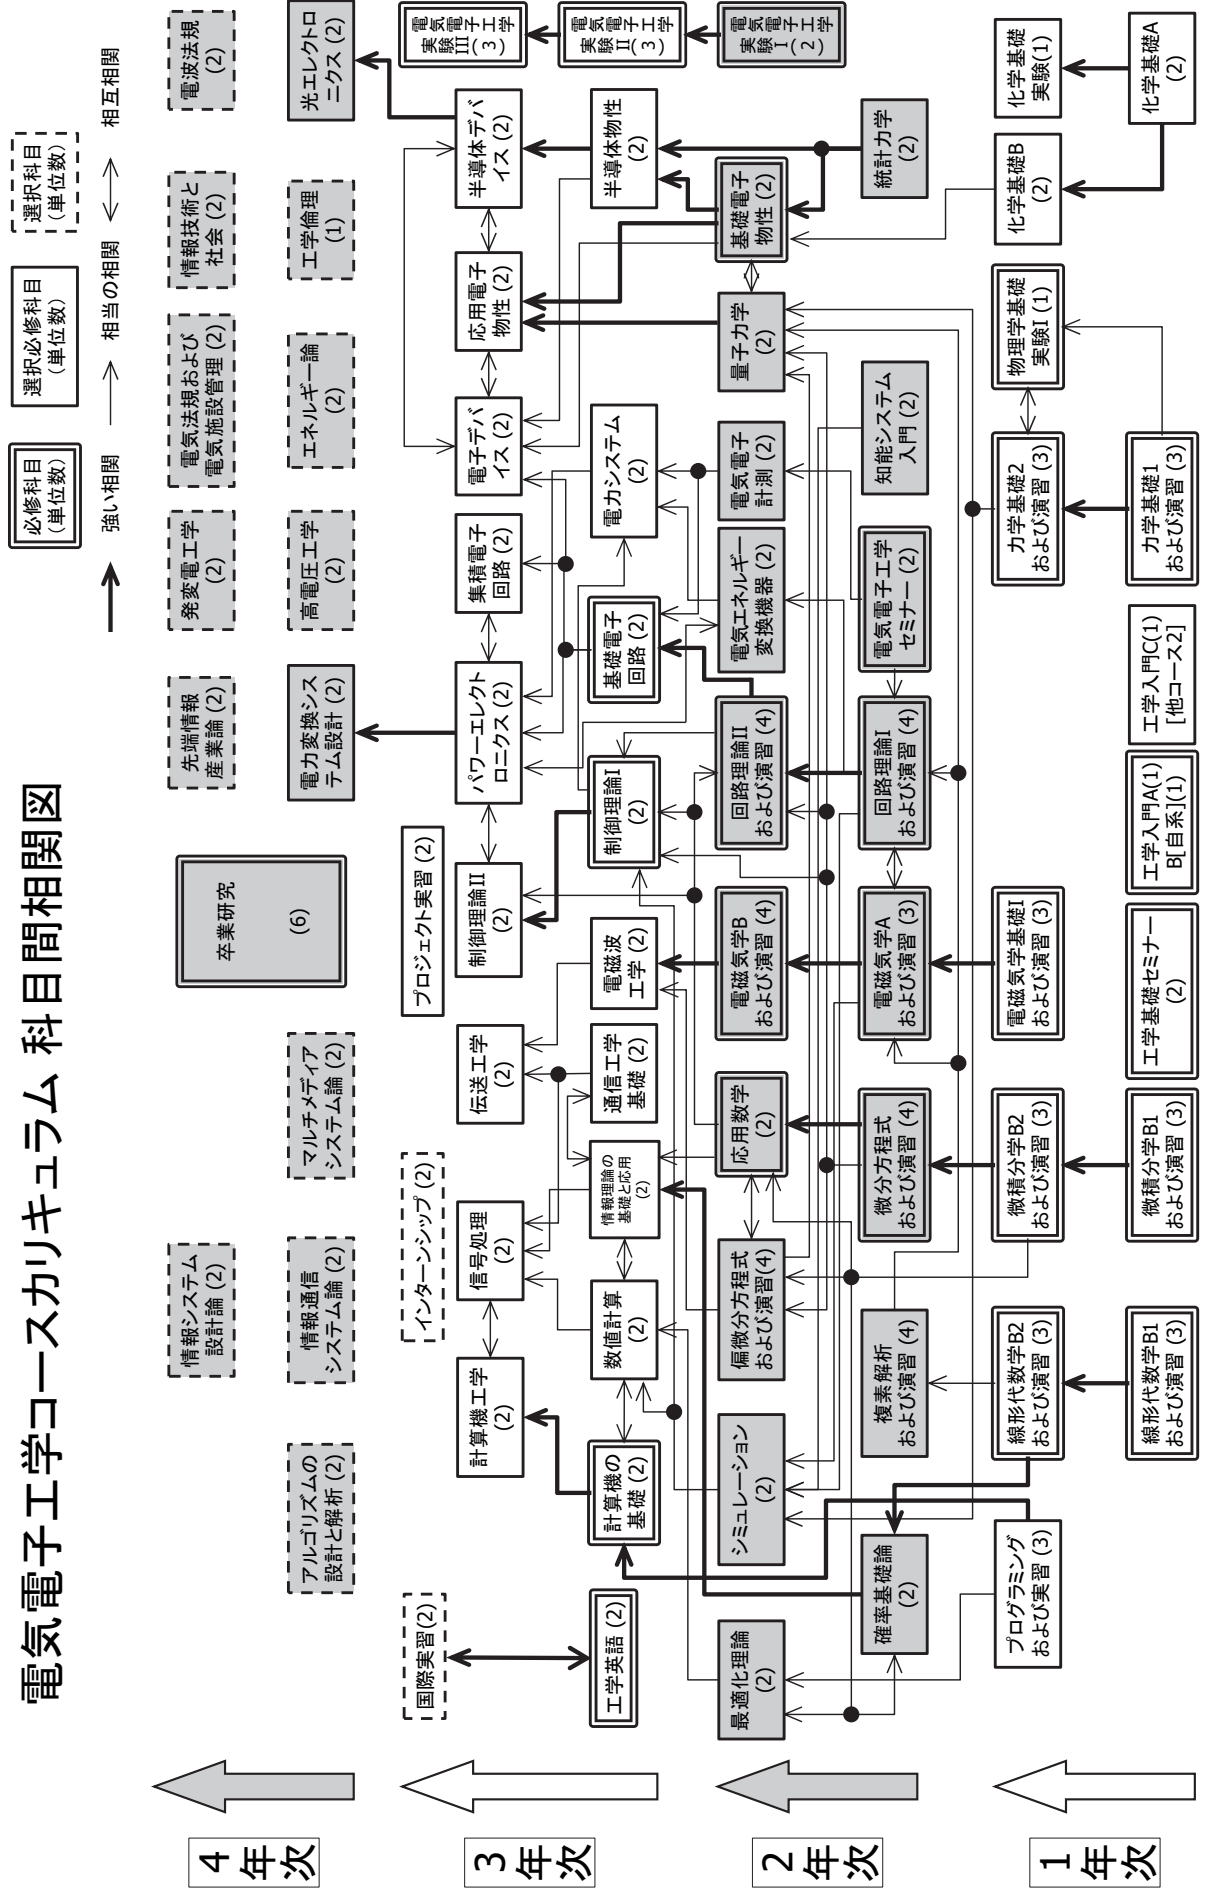 電気電子工学コースカリキュラム 科目間相関図
必修科目
(単位数)
選択必修科目
(単位数)
選択科目
(単位数)
強い相関
相当の相関
相互相関
4
年
次
情報システム
設計論 (2)
先端情報
産業論 (2)
発変電工学
(2)
電気法規および
電気施設管理 (2)
情報技術と
社会 (2)
電波法規
(2)
卒業研究
(6)
アルゴリズムの
設計と解析 (2)
情報通信
システム論 (2)
マルチメディア
システム論 (2)
電力変換シス
テム設計 (2)
高電圧工学
(2)
エネルギー論
(2)
工学倫理
(1)
光エレクトロ
ニクス (2)
3
年
次
国際実習(2)
インターンシップ (2)
プロジェクト実習 (2)
電気電子工学
実験
III(3)
計算機工学
(2)
信号処理
(2)
伝送工学
(2)
制御理論II
(2)
パワーエレクト
ロニクス (2)
集積電子
回路 (2)
電子デバ
イス (2)
応用電子
物性 (2)
半導体デバ
イス (2)
工学英語 (2)
計算機の
基礎 (2)
数値計算
(2)
情報理論の
基礎と応用
(2)
通信工学
基礎 (2)
電磁波
工学 (2)
制御理論I
(2)
基礎電子
回路 (2)
電力システム
(2)
半導体物性
(2)
電気電子工学
実験
II(3)
2
年
次
最適化理論
(2)
シミュレーション
(2)
偏微分方程式
および演習(4)
応用数学
(2)
電磁気学B
および演習 (4)
回路理論II
および演習 (4)
電気エネルギー
変換機器 (2)
電気電子
計測 (2)
量子力学
(2)
基礎電子
物性 (2)
電気電子工学
実験
I(2)
確率基礎論
(2)
複素解析
および演習 (4)
微分方程式
および演習 (4)
電磁気学A
および演習 (3)
回路理論I
および演習 (4)
電気電子工学
セミナー (2)
知能システム
入門 (2)
統計力学
(2)
1
年
次
プログラミング
および実習 (3)
線形代数学B2
および演習 (3)
微積分学B2
および演習 (3)
電磁気学基礎I
および演習 (3)
力学基礎2
および演習 (3)
物理学基礎
実験I (1)
化学基礎B
(2)
化学基礎
実験(1)
線形代数学B1
および演習 (3)
微積分学B1
および演習 (3)
工学基礎セミナー
(2)
工学入門A(1)
B[自系](1)
工学入門C(1)
[他コース2]
力学基礎1
および演習 (3)
化学基礎A
(2)